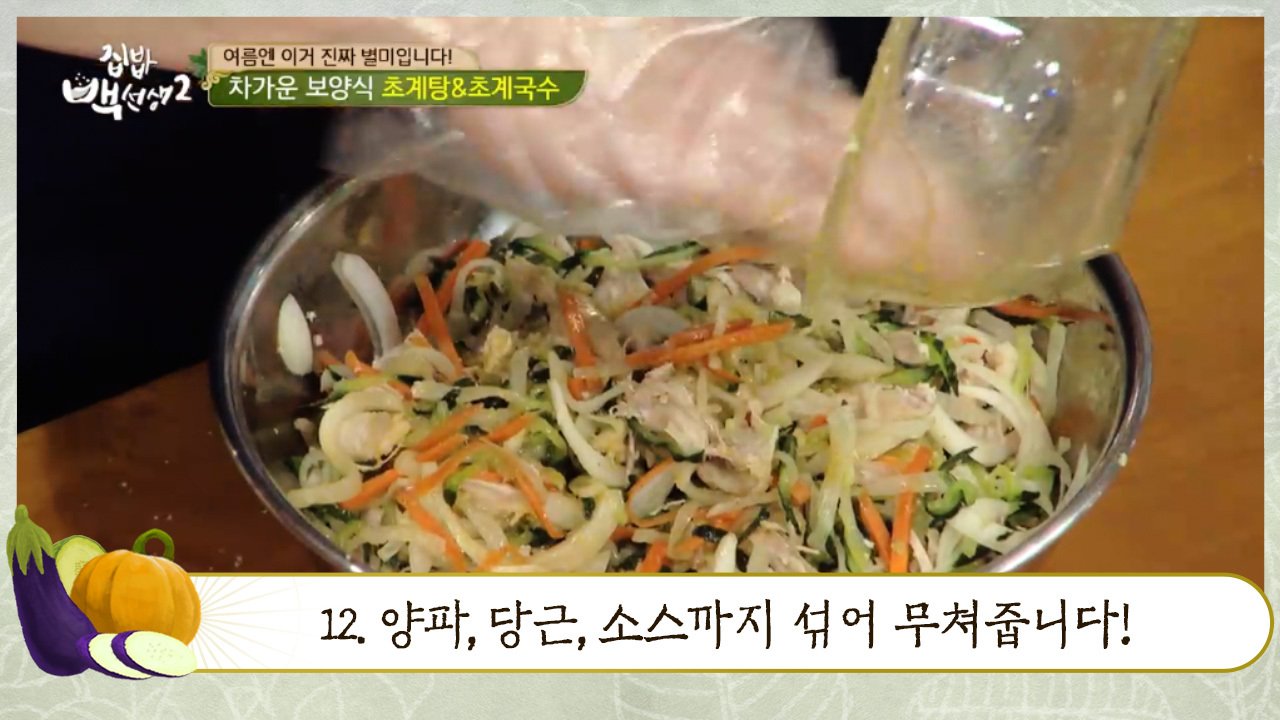 집밥
백선생2
여름엔 이거 진짜 별미입니다!
차가운 보양식 초계탕&초계국수
12. 양파, 당근, 소스까지 섞어 무쳐줍니다!